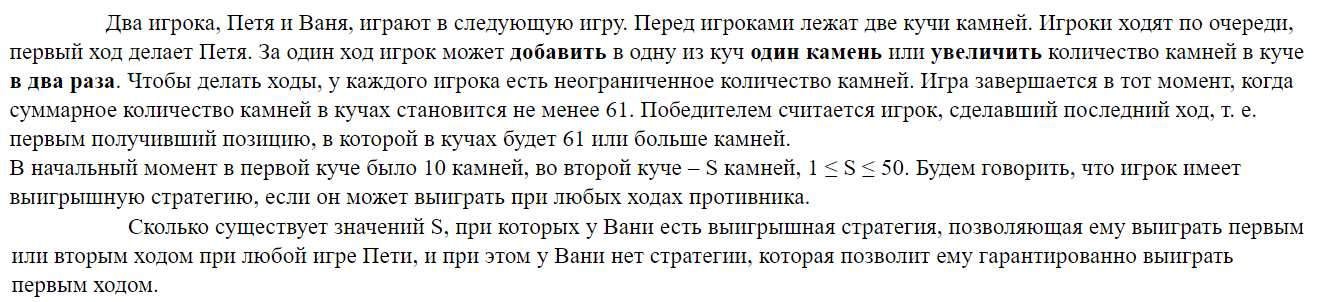 Два игрока, Петя и Ваня, играют в следующую игру. Перед игроками лежат две кучи камней. Игроки ходят по очереди,
первый ход делает Петя. За один ход игрок может добавить в одну из куч один камень или увеличить количество камней в куче
в два раза. Чтобы делать ходы, у каждого игрока есть неограниченное количество камней. Игра завершается в тот момент, когда
суммарное количество камней в кучах становится не менее 61. Победителем считается игрок, сделавший последний ход, т. е.
первым получивший позицию, в которой в кучах будет 61 или больше камней.
В начальный момент в первой куче было 10 камней, во второй куче – S камней, 1 ≤ S ≤ 50. Будем говорить, что игрок имеет
выигрышную стратегию, если он может выиграть при любых ходах противника.
Сколько существует значений S, при которых у Вани есть выигрышная стратегия, позволяющая ему выиграть первым
или вторым ходом при любой игре Пети, и при этом у Вани нет стратегии, которая позволит ему гарантированно выиграть
первым ходом.